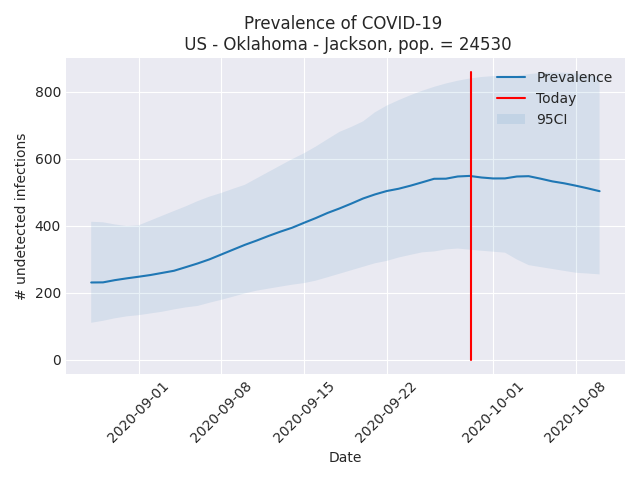 Prevalence of COVID-19
US - Oklahoma - Jackson, pop. = 24530
Prevalence
Today
95CI
800
600
400
200
0
# undetected infections
2020-09-01
2020-09-08
2020-09-15
2020-09-22
2020-10-01
2020-10-08
Date